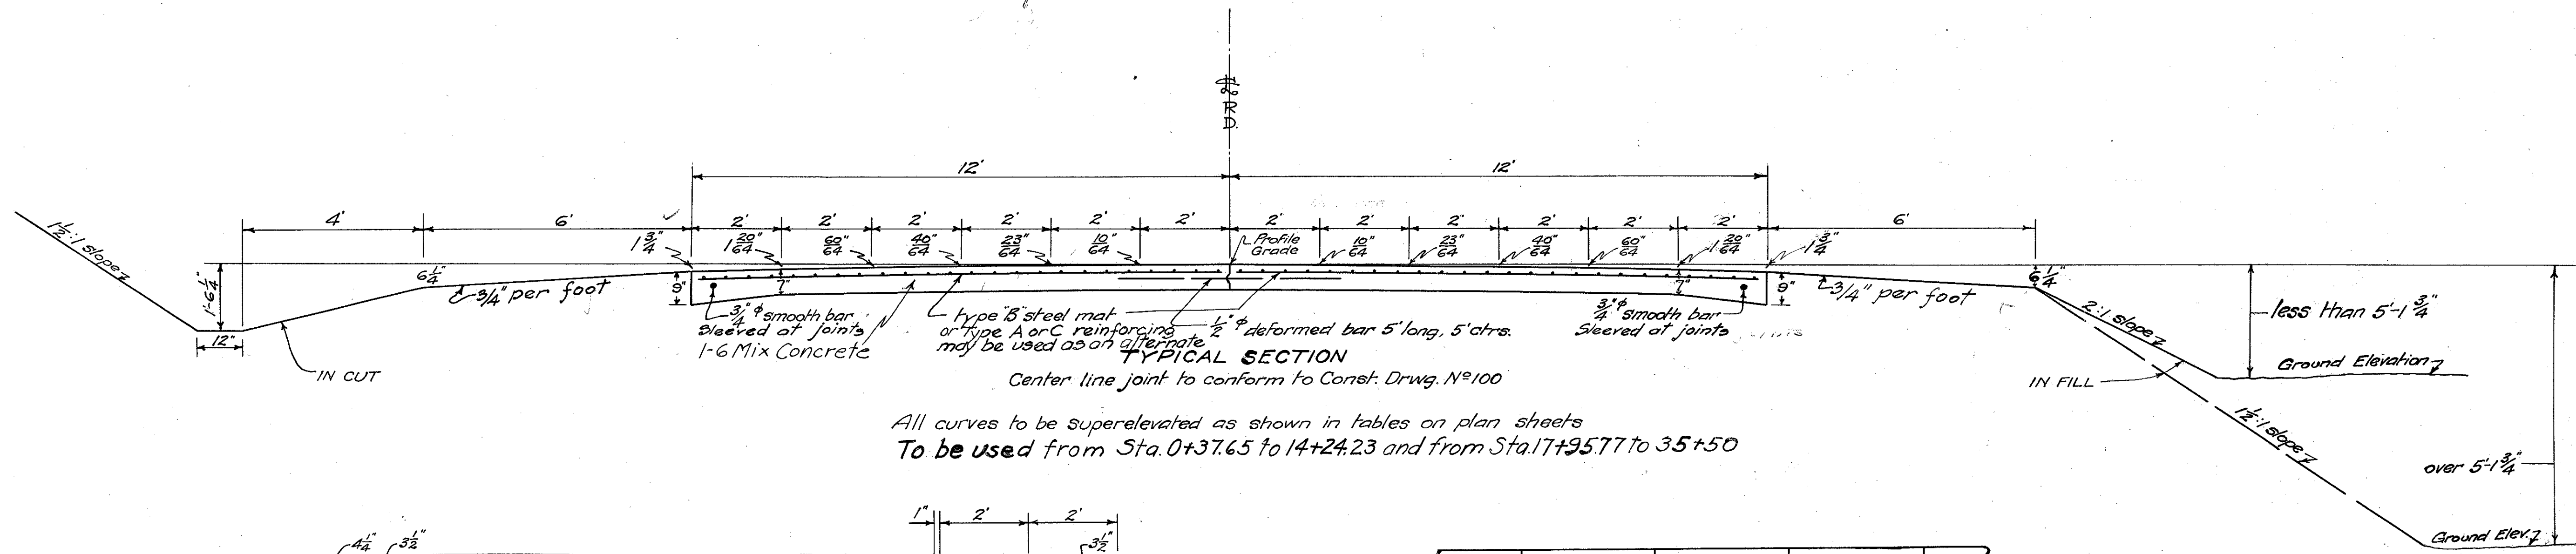 ℄
R
D.
12' 12'
4' 6' 2' 2' 2' 2' 2' 2' 2' 2' 2' 2' 2' 2' 6'
1 3/4" 1 20/64" 60/64" 40/64" 23/64" 10/64" Profile Grade 10/64" 23/64" 40/64" 60/64" 1 20/64" 1 3/4"
1½:1 slope
1'-6¼"
12"
IN CUT
6¼"
3/4" per foot
9" 7"
3/4" ϕ smooth bar
Sleeved at joints
1-6 Mix Concrete
type "B" steel mat
or Type A or C reinforcing
may be used as an alternate
½" ϕ deformed bar 5' long, 5' ctrs.
3/4" ϕ smooth bar
Sleeved at joints
7" 9"
3/4" per foot
6¼"
2:1 slope
less than 5'-1 3/4"
Ground Elevation
IN FILL
1½:1 slope
over 5'-1 3/4"
Ground Elev.
TYPICAL SECTION
Center line joint to conform to Const. Drwg. Nº 100
All curves to be superelevated as shown in tables on plan sheets
To be used from Sta. 0+37.65 to 14+24.23 and from Sta. 17+95.77 to 35+50
1" 2' 2'
4¼" 3½" 3½"